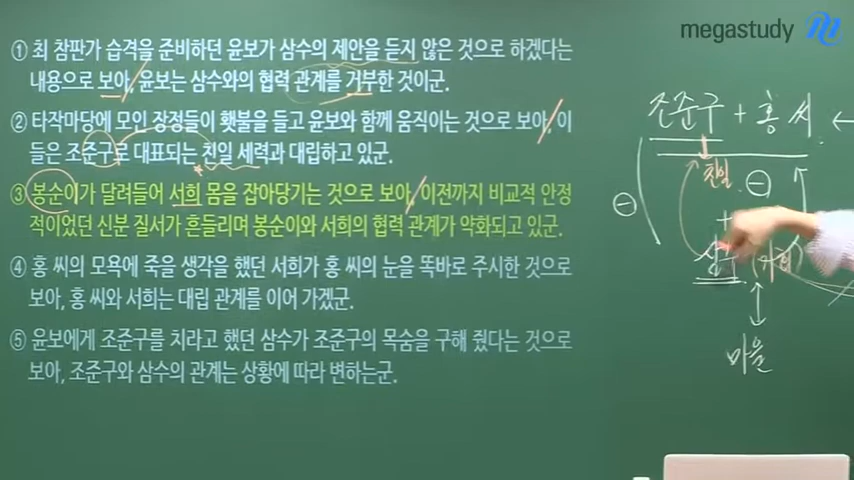 megastudy
① 최 참판가 습격을 준비하던 윤보가 삼수의 제안을 듣지 않은 것으로 하겠다는
내용으로 보아, 윤보는 삼수와의 협력 관계를 거부한 것이군.
② 타작마당에 모인 장정들이 횃불을 들고 윤보와 함께 움직이는 것으로 보아, 이
들은 조준구로 대표되는 친일 세력과 대립하고 있군.
③ 봉순이가 달려들어 서희 몸을 잡아당기는 것으로 보아, 이전까지 비교적 안정
적이었던 신분 질서가 흔들리며 봉순이와 서희의 협력 관계가 악화되고 있군.
④ 홍 씨의 모욕에 죽을 생각을 했던 서희가 홍 씨의 눈을 똑바로 주시한 것으로
보아, 홍 씨와 서희는 대립 관계를 이어 가겠군.
⑤ 윤보에게 조준구를 치라고 했던 삼수가 조준구의 목숨을 구해 줬다는 것으로
보아, 조준구와 삼수의 관계는 상황에 따라 변하는군.
조준구 + 홍 씨
친일
마을